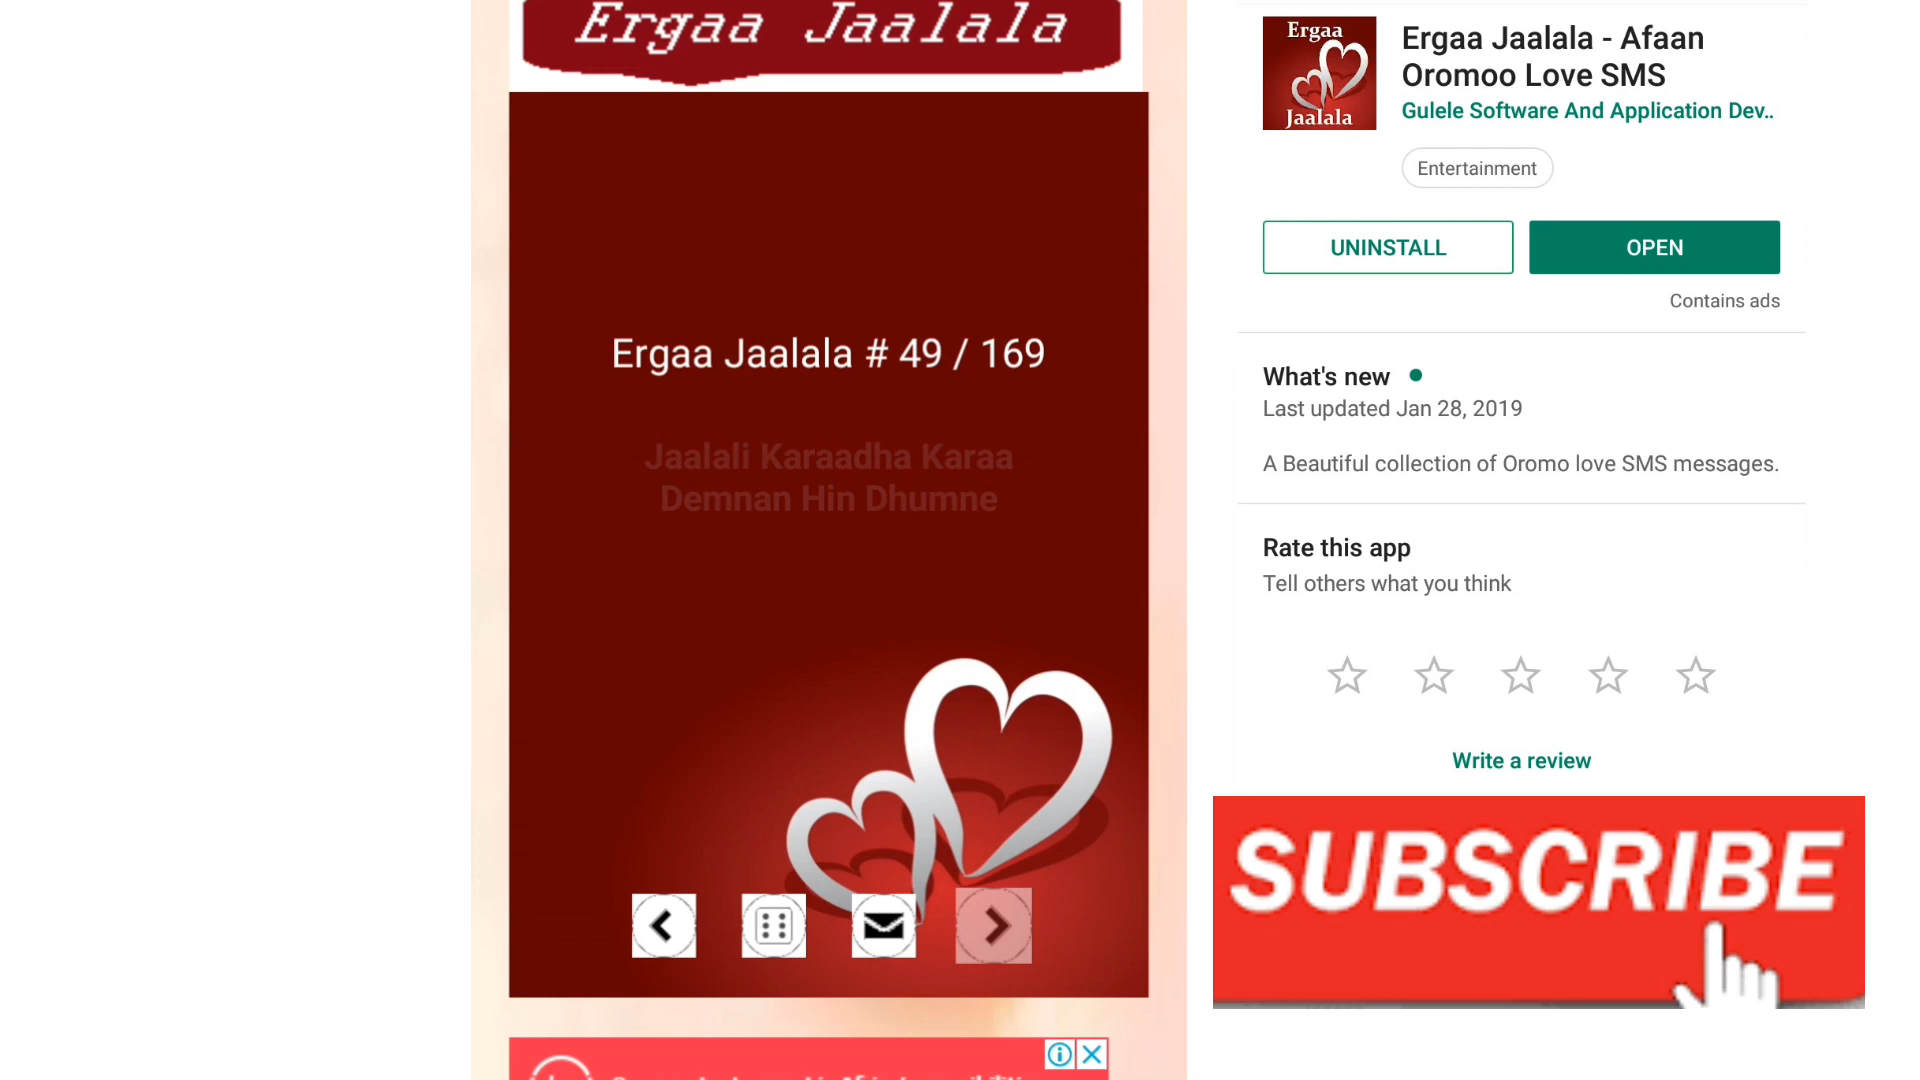 Ergaa Jaalala
Ergaa Jaalala # 49 / 169
Jaalali Karaadha Karaa
Demnan Hin Dhumne
Ergaa
Jaalala
Ergaa Jaalala - Afaan
Oromoo Love SMS
Gulele Software And Application Dev..
Entertainment
UNINSTALL
OPEN
Contains ads
What's new
Last updated Jan 28, 2019
A Beautiful collection of Oromo love SMS messages.
Rate this app
Tell others what you think
Write a review
SUBSCRIBE